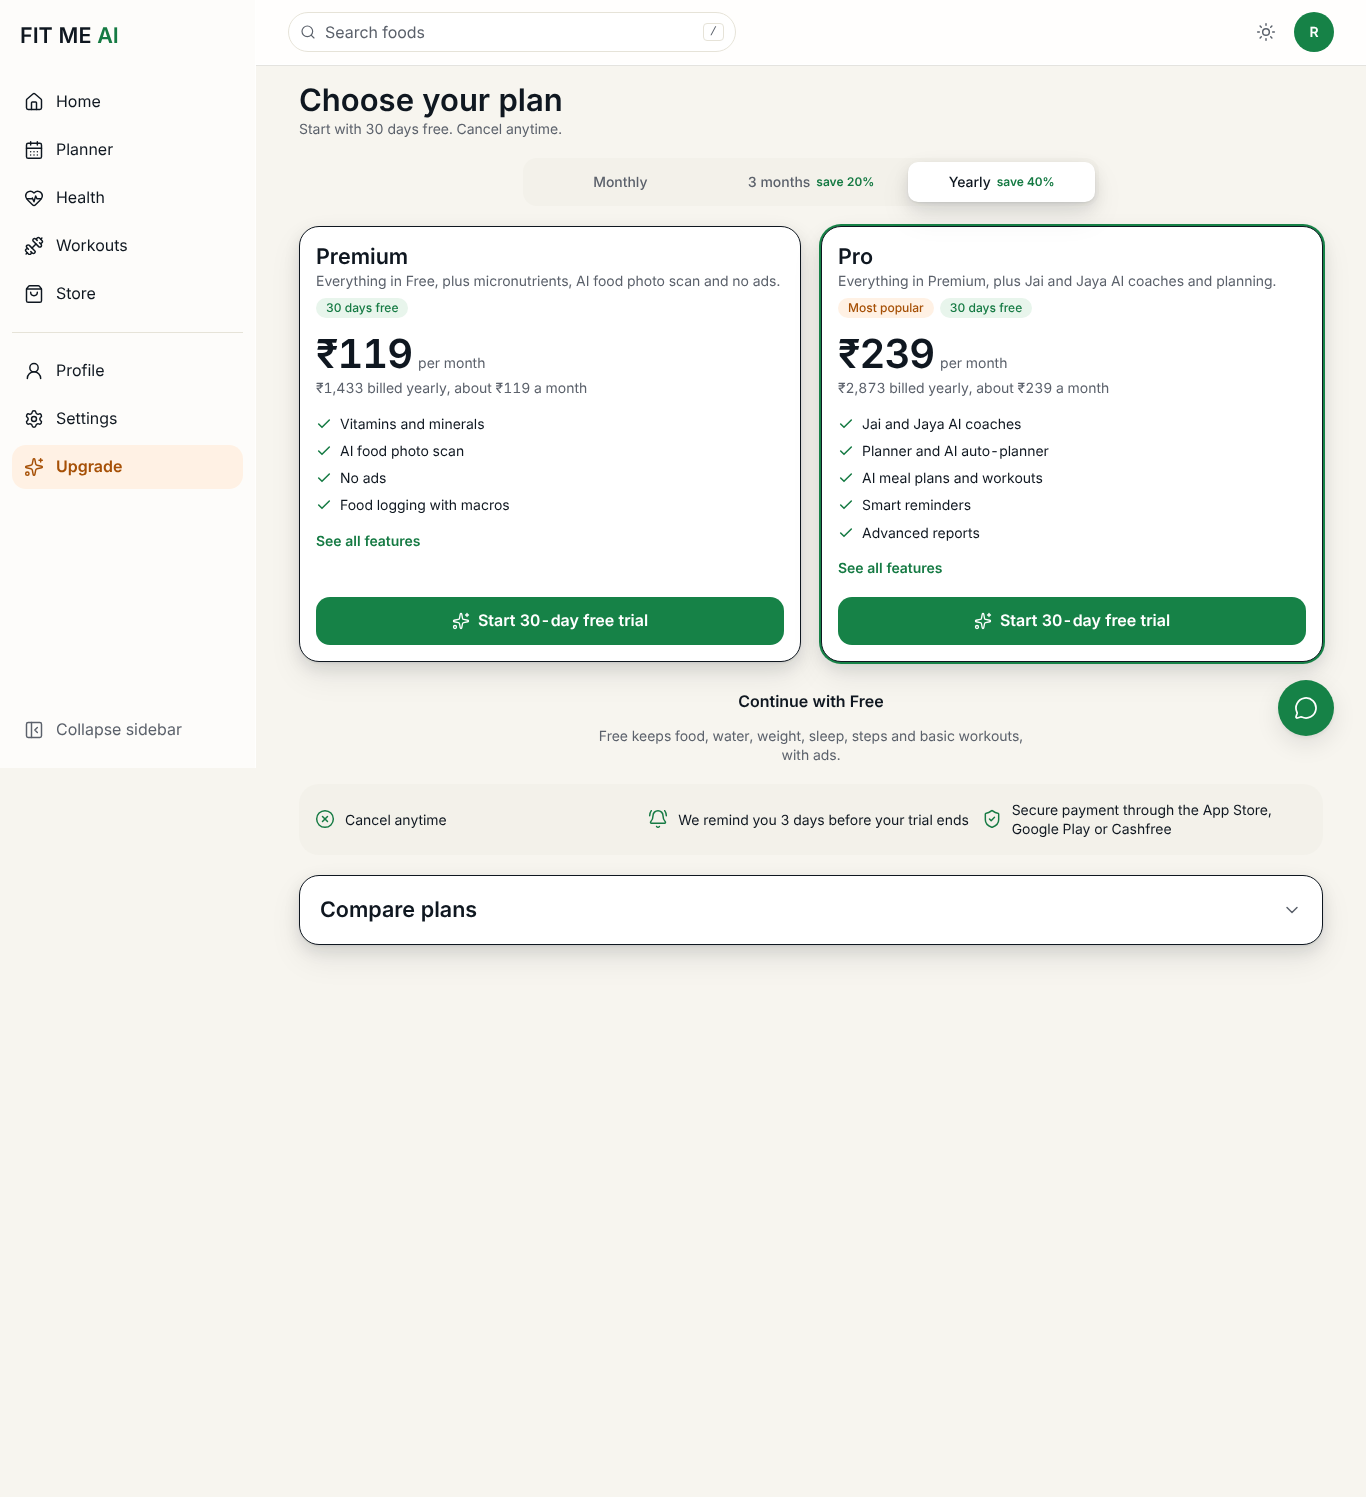 FIT ME AI
Search foods
/
R
Home
Planner
Health
Workouts
Store
Profile
Settings
Upgrade
Collapse sidebar
Choose your plan
Start with 30 days free. Cancel anytime.
Monthly
3 months save 20%
Yearly save 40%
Premium
Everything in Free, plus micronutrients, AI food photo scan and no ads.
30 days free
₹119 per month
₹1,433 billed yearly, about ₹119 a month
Vitamins and minerals
AI food photo scan
No ads
Food logging with macros
See all features
Start 30-day free trial
Pro
Everything in Premium, plus Jai and Jaya AI coaches and planning.
Most popular
30 days free
₹239 per month
₹2,873 billed yearly, about ₹239 a month
Jai and Jaya AI coaches
Planner and AI auto-planner
AI meal plans and workouts
Smart reminders
Advanced reports
See all features
Start 30-day free trial
Continue with Free
Free keeps food, water, weight, sleep, steps and basic workouts,
with ads.
Cancel anytime
We remind you 3 days before your trial ends
Secure payment through the App Store,
Google Play or Cashfree
Compare plans